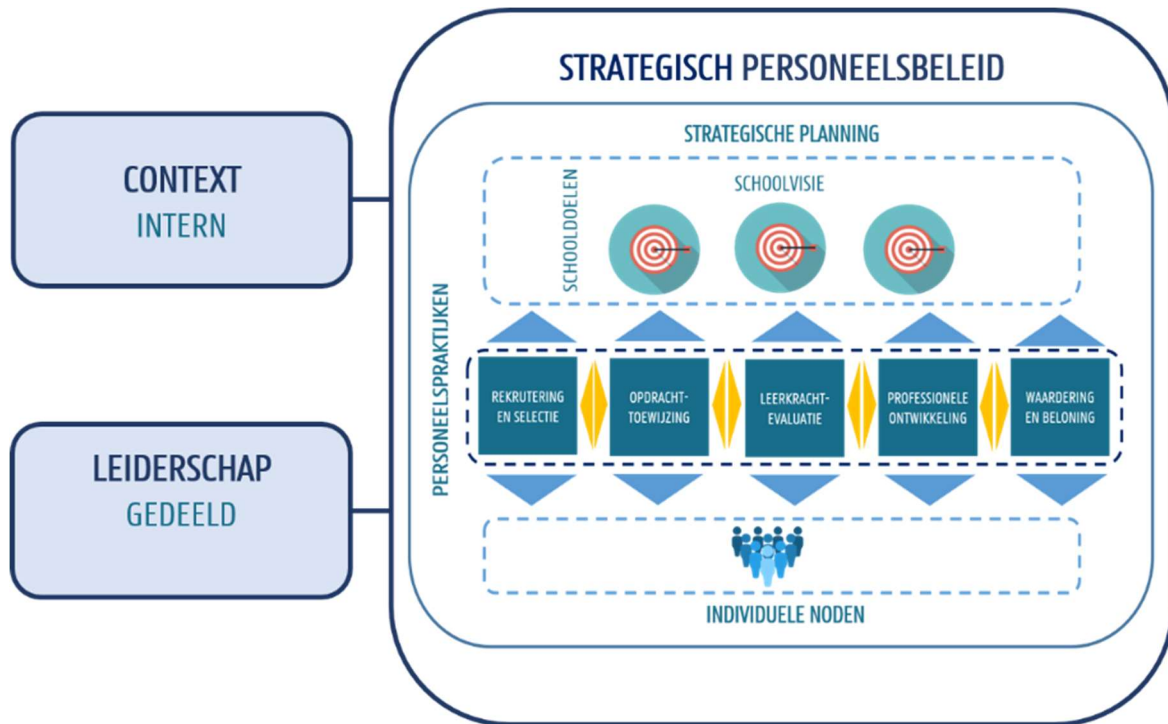 STRATEGISCH PERSONEELSBELEID
CONTEXT
INTERN
LEIDERSCHAP
GEDEELD
STRATEGISCHE PLANNING
SCHOOLVISIE
SCHOOLDOELEN
PERSONEELSPRAKTIJKEN
REKRUTERING
EN SELECTIE
OPDRACHT-
TOEWIJZING
LEERKRACHT-
EVALUATIE
PROFESSIONELE
ONTWIKKELING
WAARDERING
EN BELONING
INDIVIDUELE NODEN